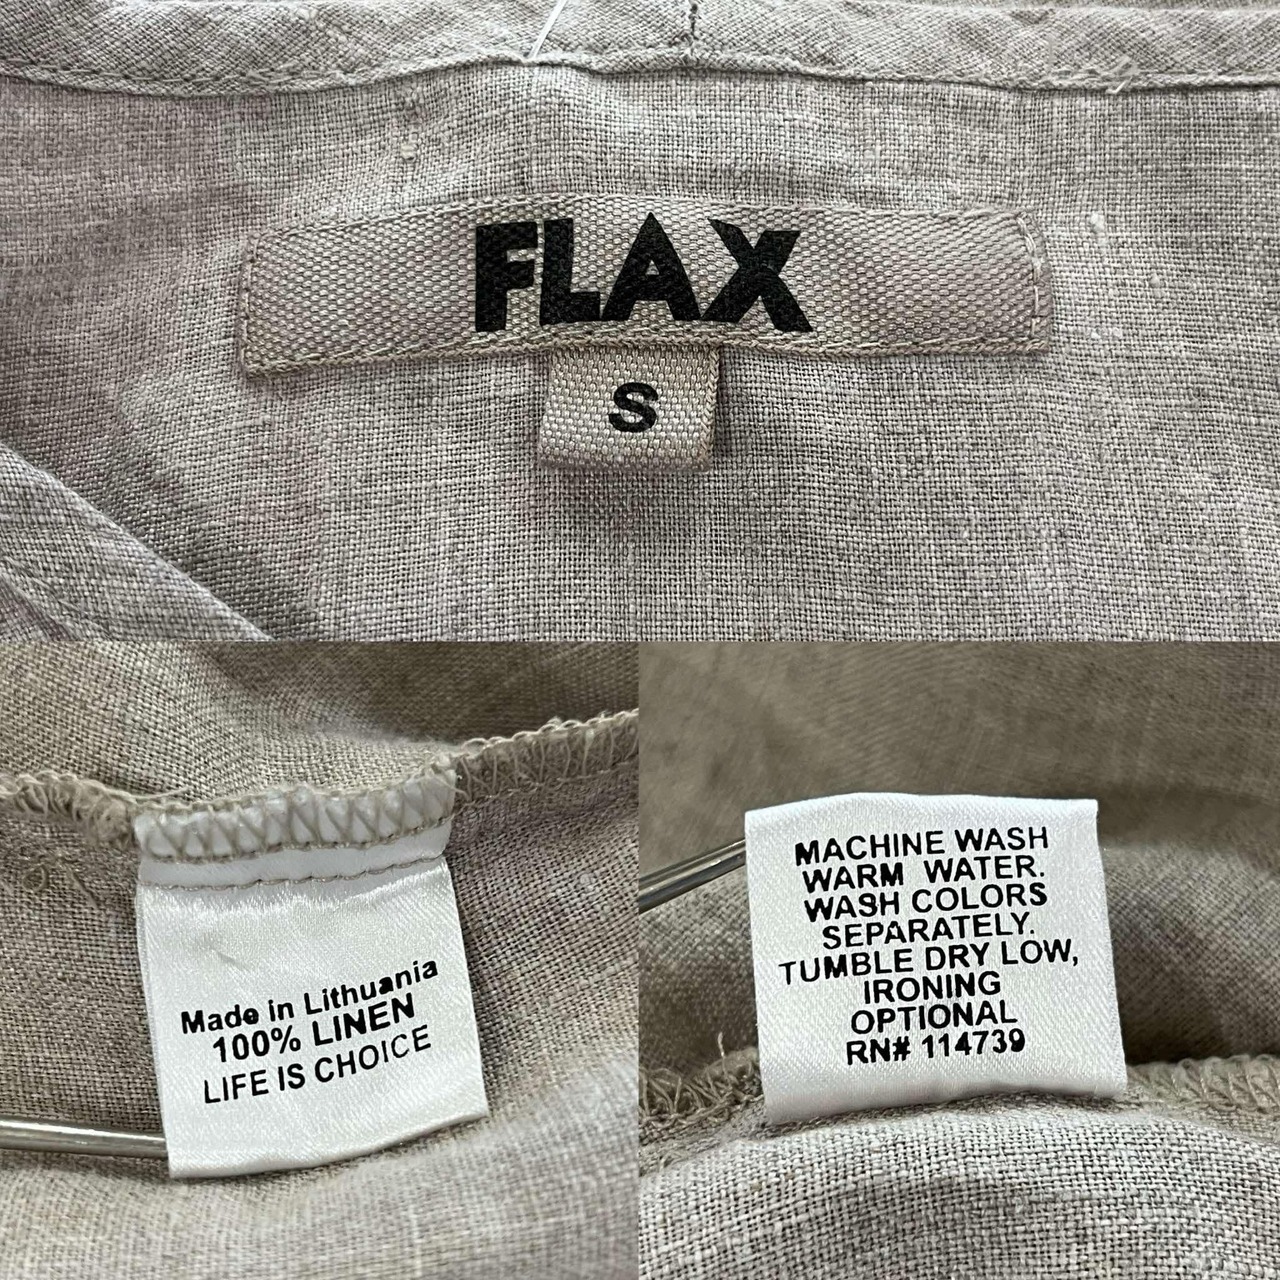 FLAX
S
Made in Lithuania
100% LINEN
LIFE IS CHOICE
MACHINE WASH
WARM WATER.
WASH COLORS
SEPARATELY.
TUMBLE DRY LOW,
IRONING
OPTIONAL
RN# 114739